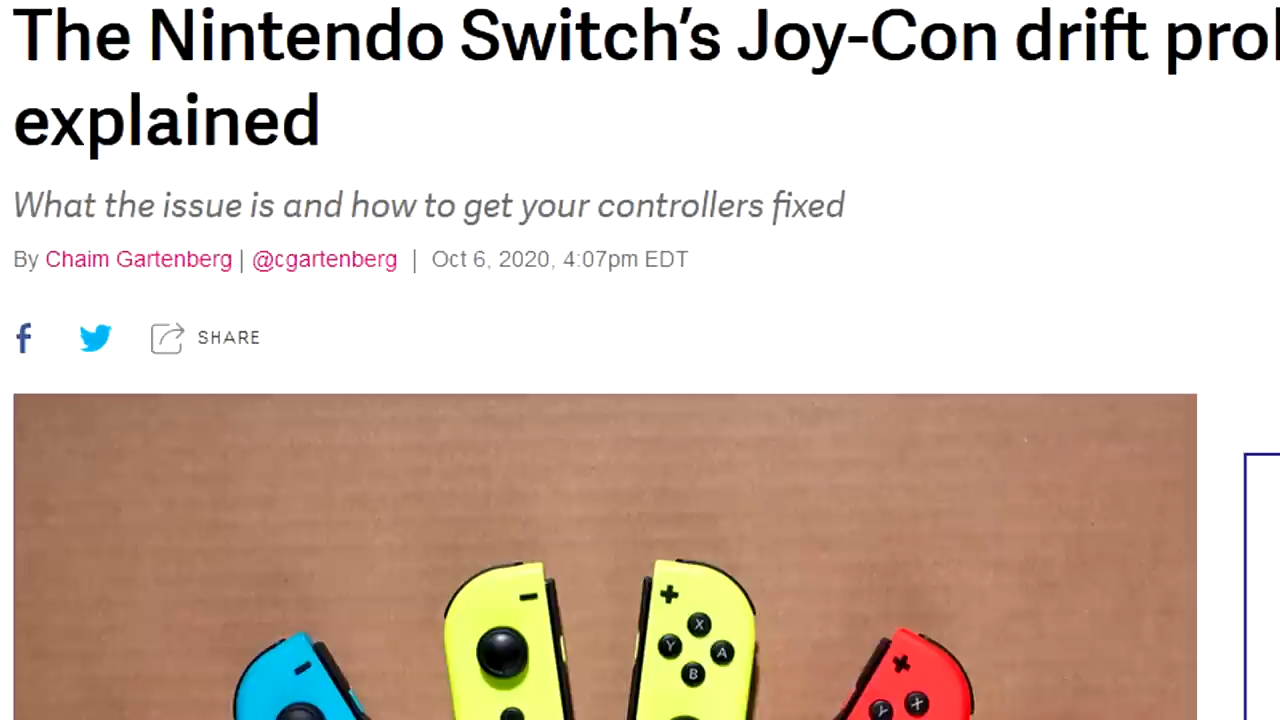 The Nintendo Switch's Joy-Con drift
explained
What the issue is and how to get your controllers fixed
By Chaim Gartenberg | @cgartenberg | Oct 6, 2020, 4:07pm EDT
SHARE
X
Y A
B
Y X